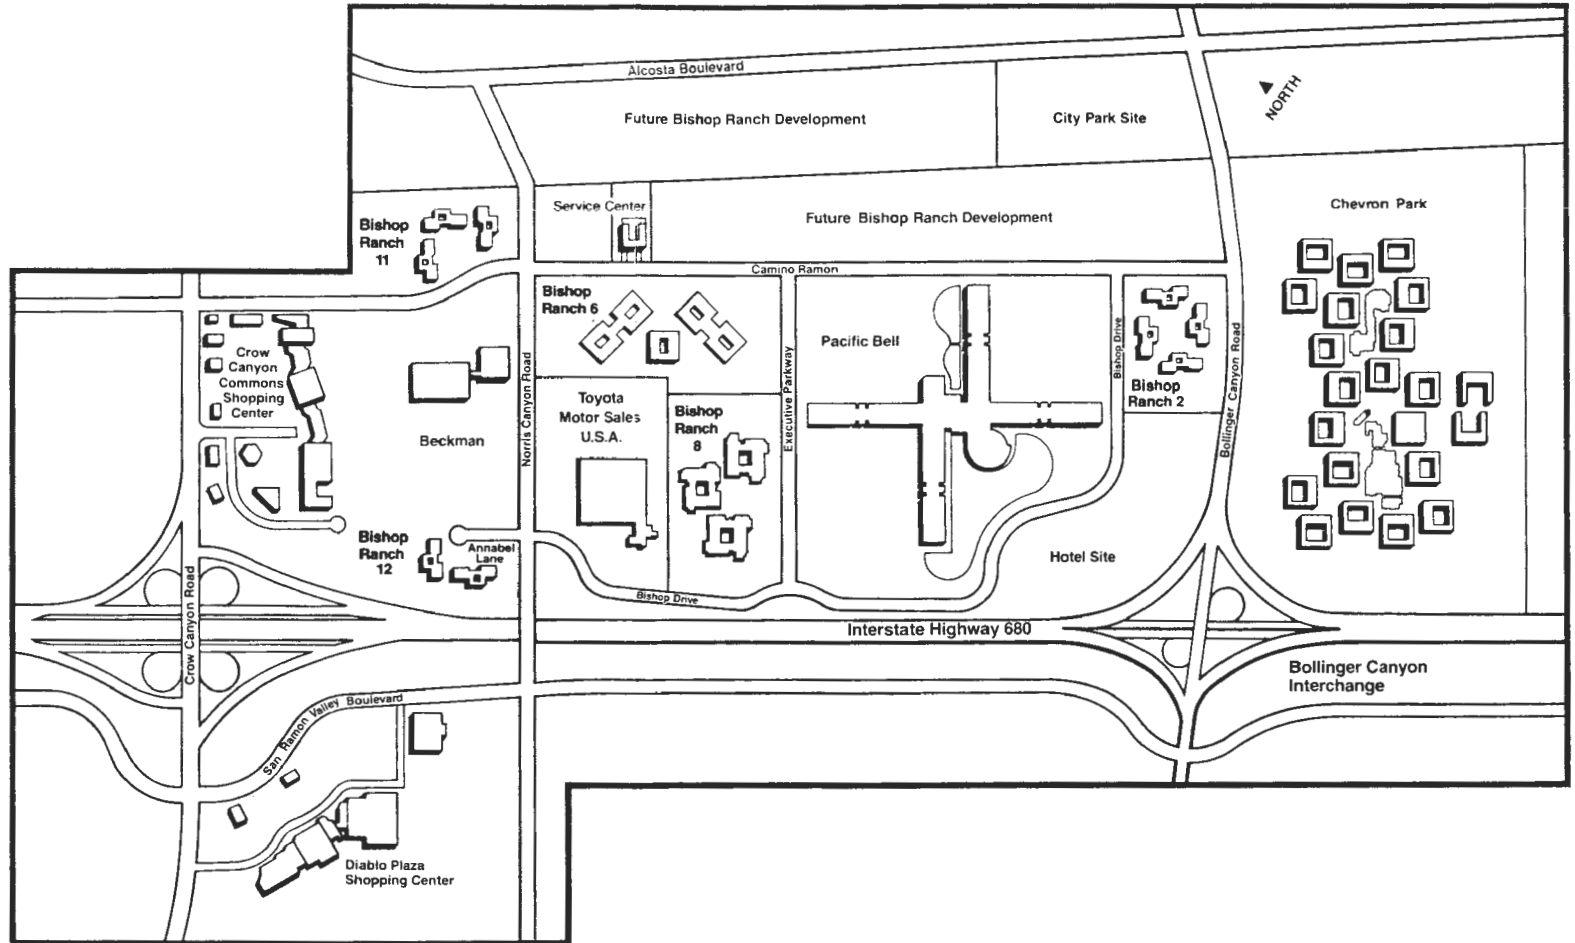 Alcosta Boulevard
Future Bishop Ranch Development
City Park Site
NORTH
Service Center
Future Bishop Ranch Development
Chevron Park
Bishop
Ranch
11
Camino Ramon
Bishop
Ranch 6
Pacific Bell
Bishop Drive
Bishop
Ranch 2
Bollinger Canyon Road
Crow
Canyon
Commons
Shopping
Center
Beckman
Norris Canyon Road
Toyota
Motor Sales
U.S.A.
Bishop
Ranch
8
Executive Parkway
Bishop
Ranch
12
Annabel
Lane
Bishop Drive
Hotel Site
Crow Canyon Road
Interstate Highway 680
Bollinger Canyon
Interchange
San Ramon Valley Boulevard
Diablo Plaza
Shopping Center